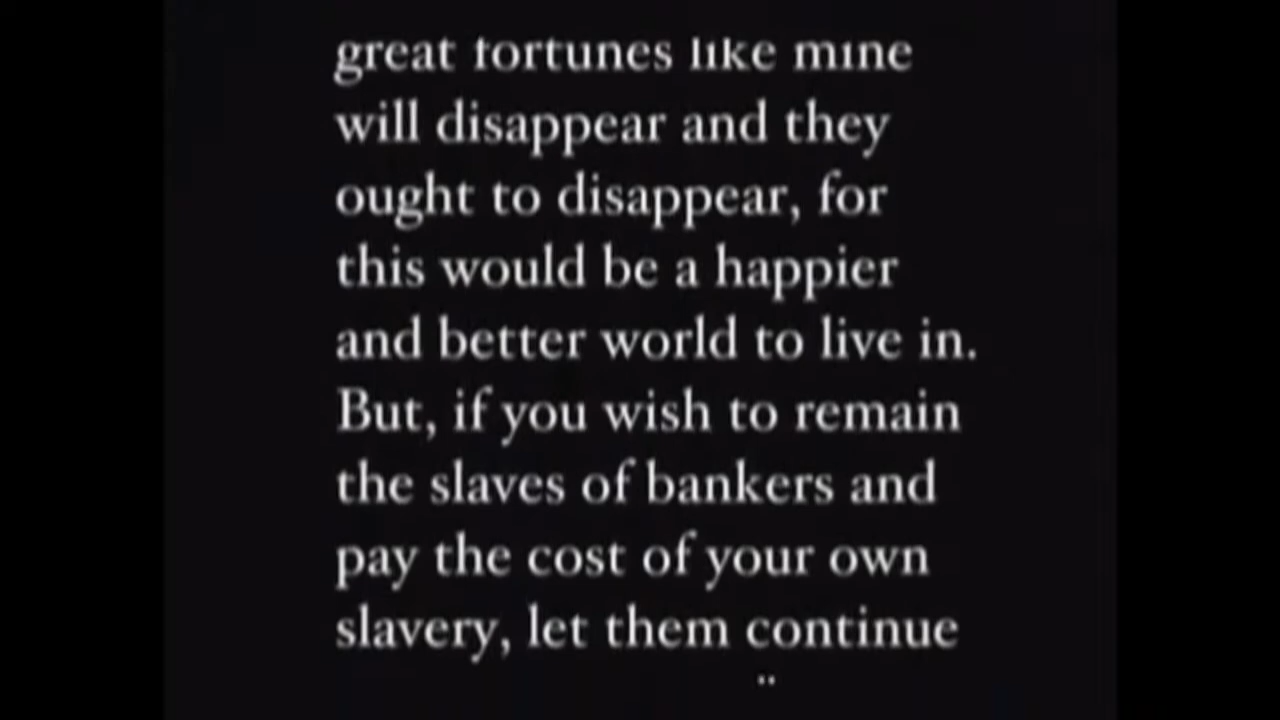 great fortunes like mine
will disappear and they
ought to disappear, for
this would be a happier
and better world to live in.
But, if you wish to remain
the slaves of bankers and
pay the cost of your own
slavery, let them continue